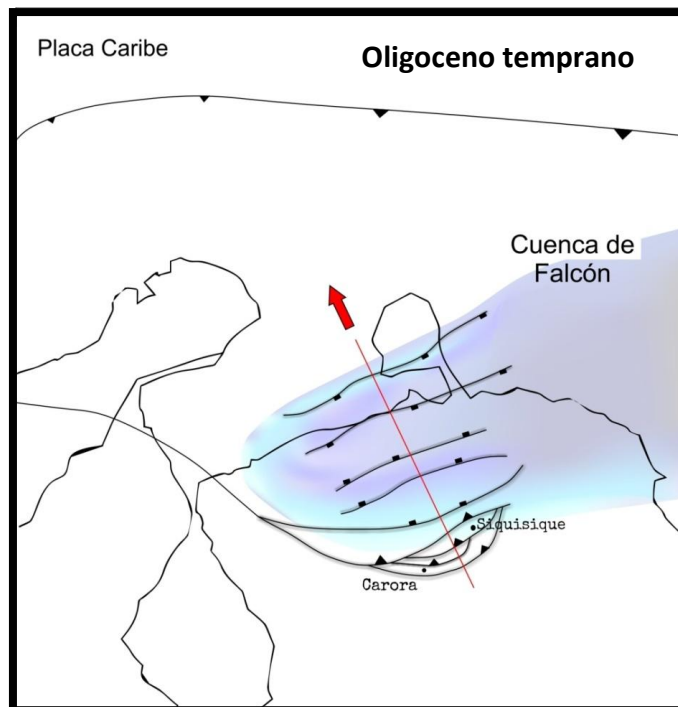 Placa Caribe
Oligoceno temprano
Cuenca de
Falcón
Siquisique
Carora